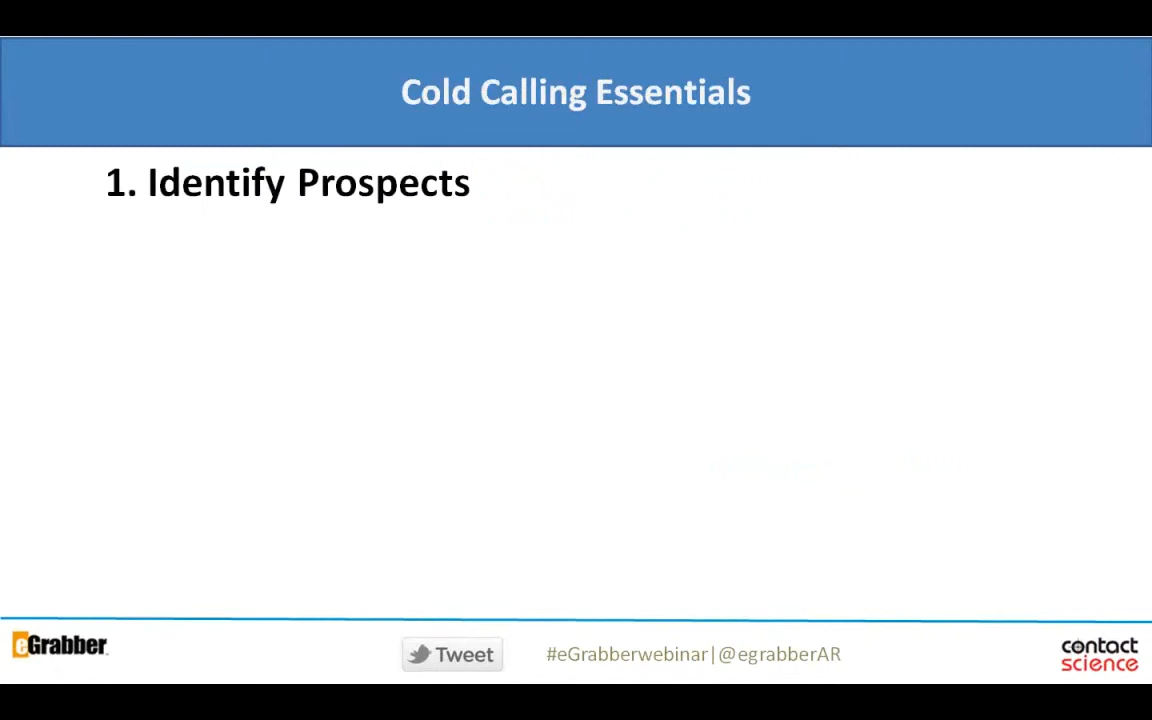 Cold Calling Essentials
1. Identify Prospects
eGrabber
Tweet
#eGrabberwebinar|@egrabberAR
contact
science